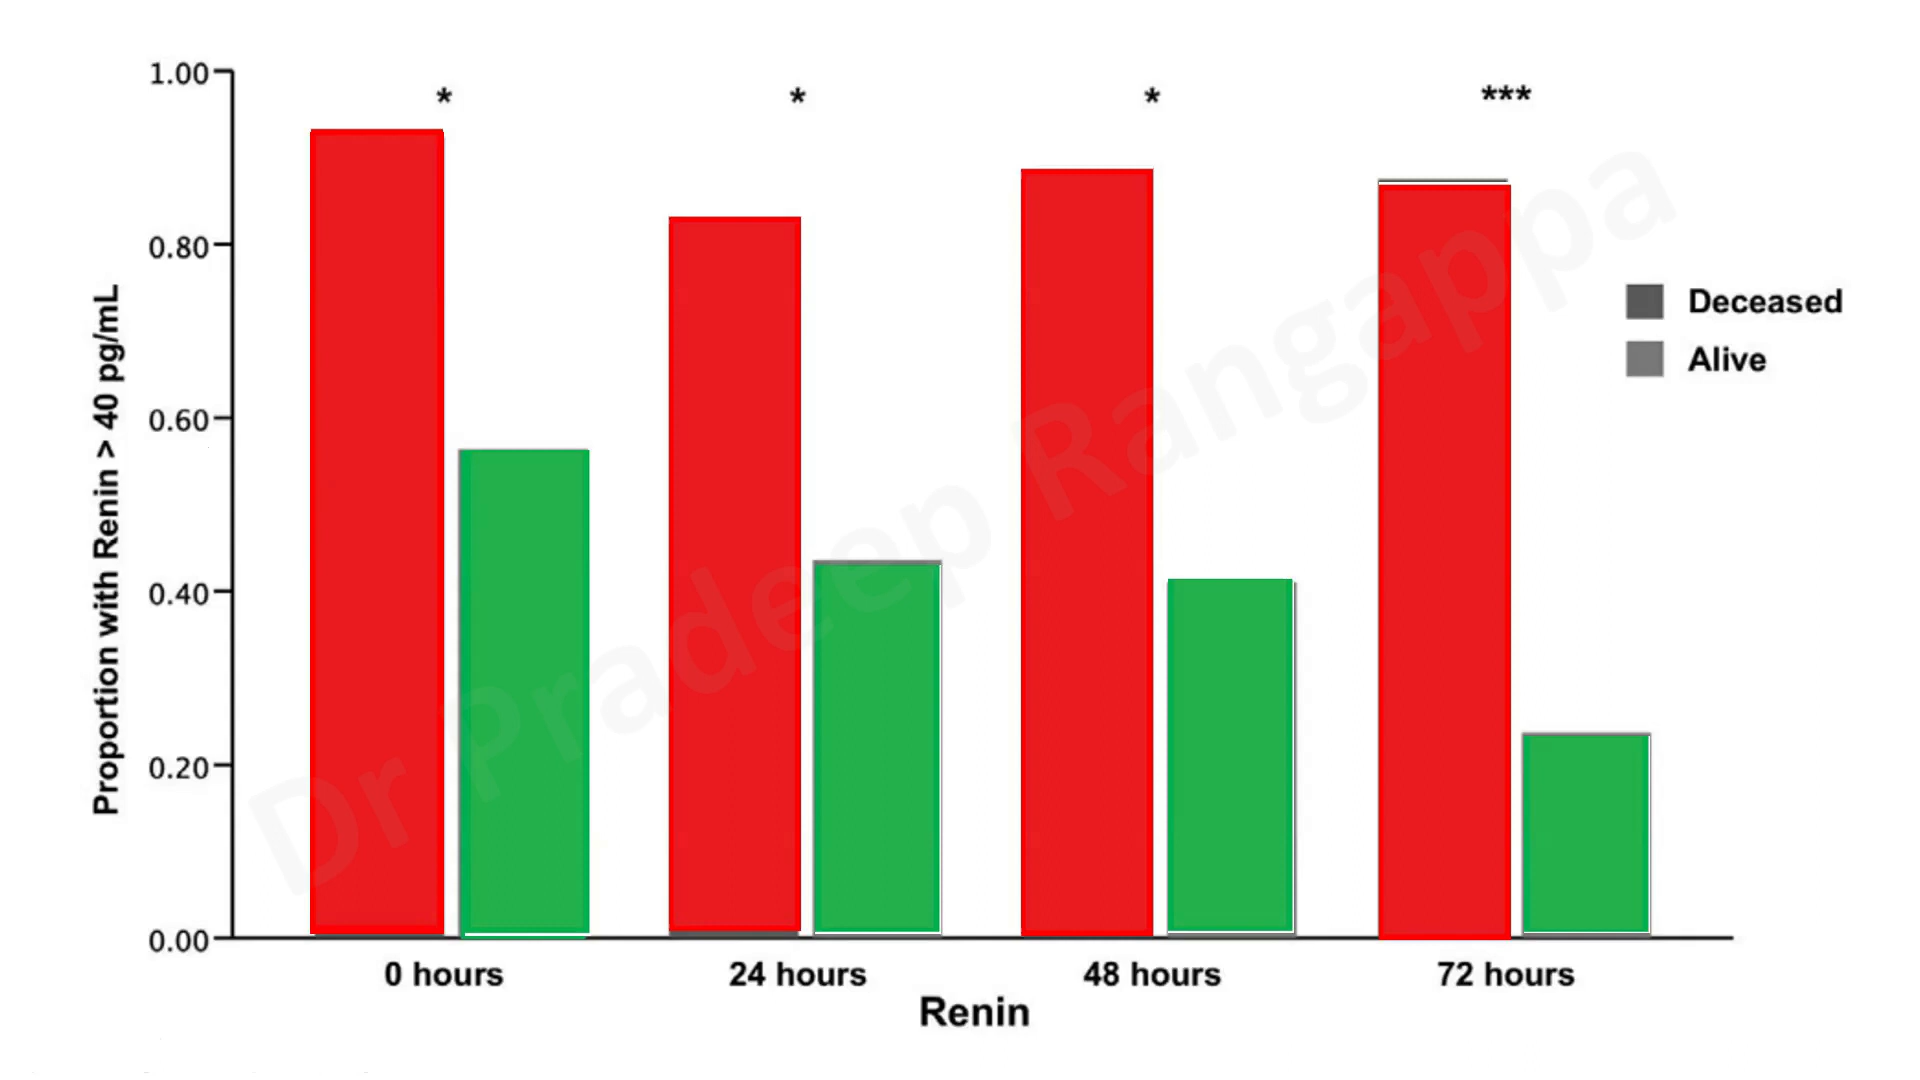 Proportion with Renin > 40 pg/mL
1.00
0.80
0.60
0.40
0.20
0.00
*
*
*
***
Deceased
Alive
Dr Pradeep Rangappa
0 hours
24 hours
48 hours
72 hours
Renin